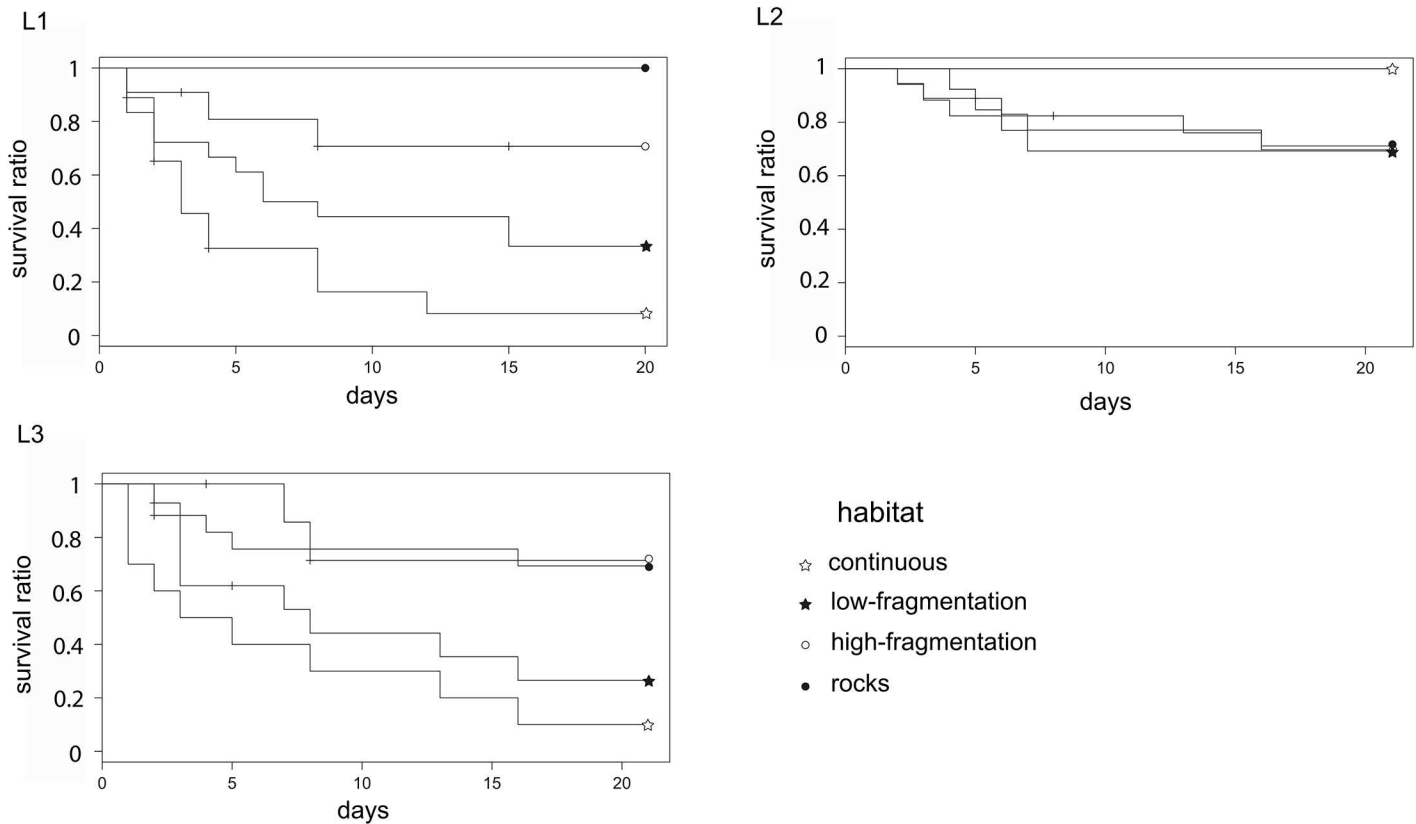 L1
survival ratio
1
0.8
0.6
0.4
0.2
0
0 5 10 15 20
days
L2
survival ratio
1
0.8
0.6
0.4
0.2
0
0 5 10 15 20
days
L3
survival ratio
1
0.8
0.6
0.4
0.2
0
0 5 10 15 20
days
habitat
continuous
low-fragmentation
high-fragmentation
rocks